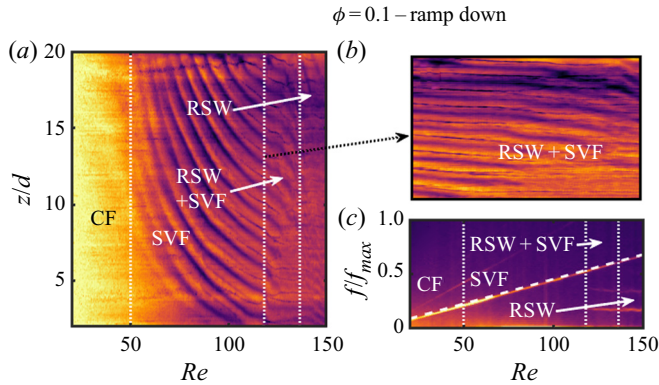 ϕ = 0.1 – ramp down
(a)
20
15
10
5
z/d
CF
SVF
RSW
RSW
+SVF
50
100
150
Re
(b)
RSW + SVF
(c)
1.0
0.5
0
f/f_max
CF
SVF
RSW + SVF
RSW
50
100
150
Re